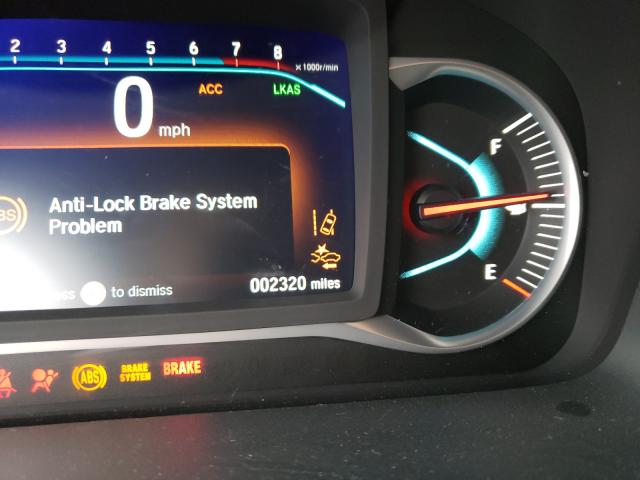 2 3 4 5 6 7 8
x1000r/min
ACC LKAS
0 mph
F
Anti-Lock Brake System
Problem
E
to dismiss
002320 miles
ABS BRAKE SYSTEM BRAKE